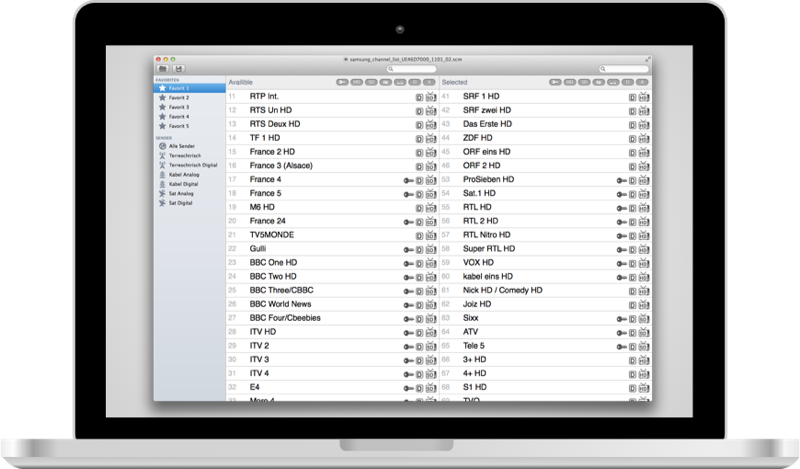 samsung_channel_list_UE46D7000_1101_02.scm
FAVORITEN
Favorit 1
Favorit 2
Favorit 3
Favorit 4
Favorit 5
SENDER
Alle Sender
Terreschtrisch
Terreschtrisch Digital
Kabel Analog
Kabel Digital
Sat Analog
Sat Digital
Availible
11 RTP Int.
12 RTS Un HD
13 RTS Deux HD
14 TF 1 HD
15 France 2 HD
16 France 3 (Alsace)
17 France 4
18 France 5
19 M6 HD
20 France 24
21 TV5MONDE
22 Gulli
23 BBC One HD
24 BBC Two HD
25 BBC Three/CBBC
26 BBC World News
27 BBC Four/Cbeebies
28 ITV HD
29 ITV 2
30 ITV 3
31 ITV 4
32 E4
33 More 4
Selected
41 SRF 1 HD
42 SRF zwei HD
43 Das Erste HD
44 ZDF HD
45 ORF eins HD
46 ORF 2 HD
53 ProSieben HD
54 Sat.1 HD
55 RTL HD
56 RTL 2 HD
57 RTL Nitro HD
58 Super RTL HD
59 VOX HD
60 kabel eins HD
61 Nick HD / Comedy HD
62 Joiz HD
63 Sixx
64 ATV
65 Tele 5
66 3+ HD
67 4+ HD
68 S1 HD
69 TVO